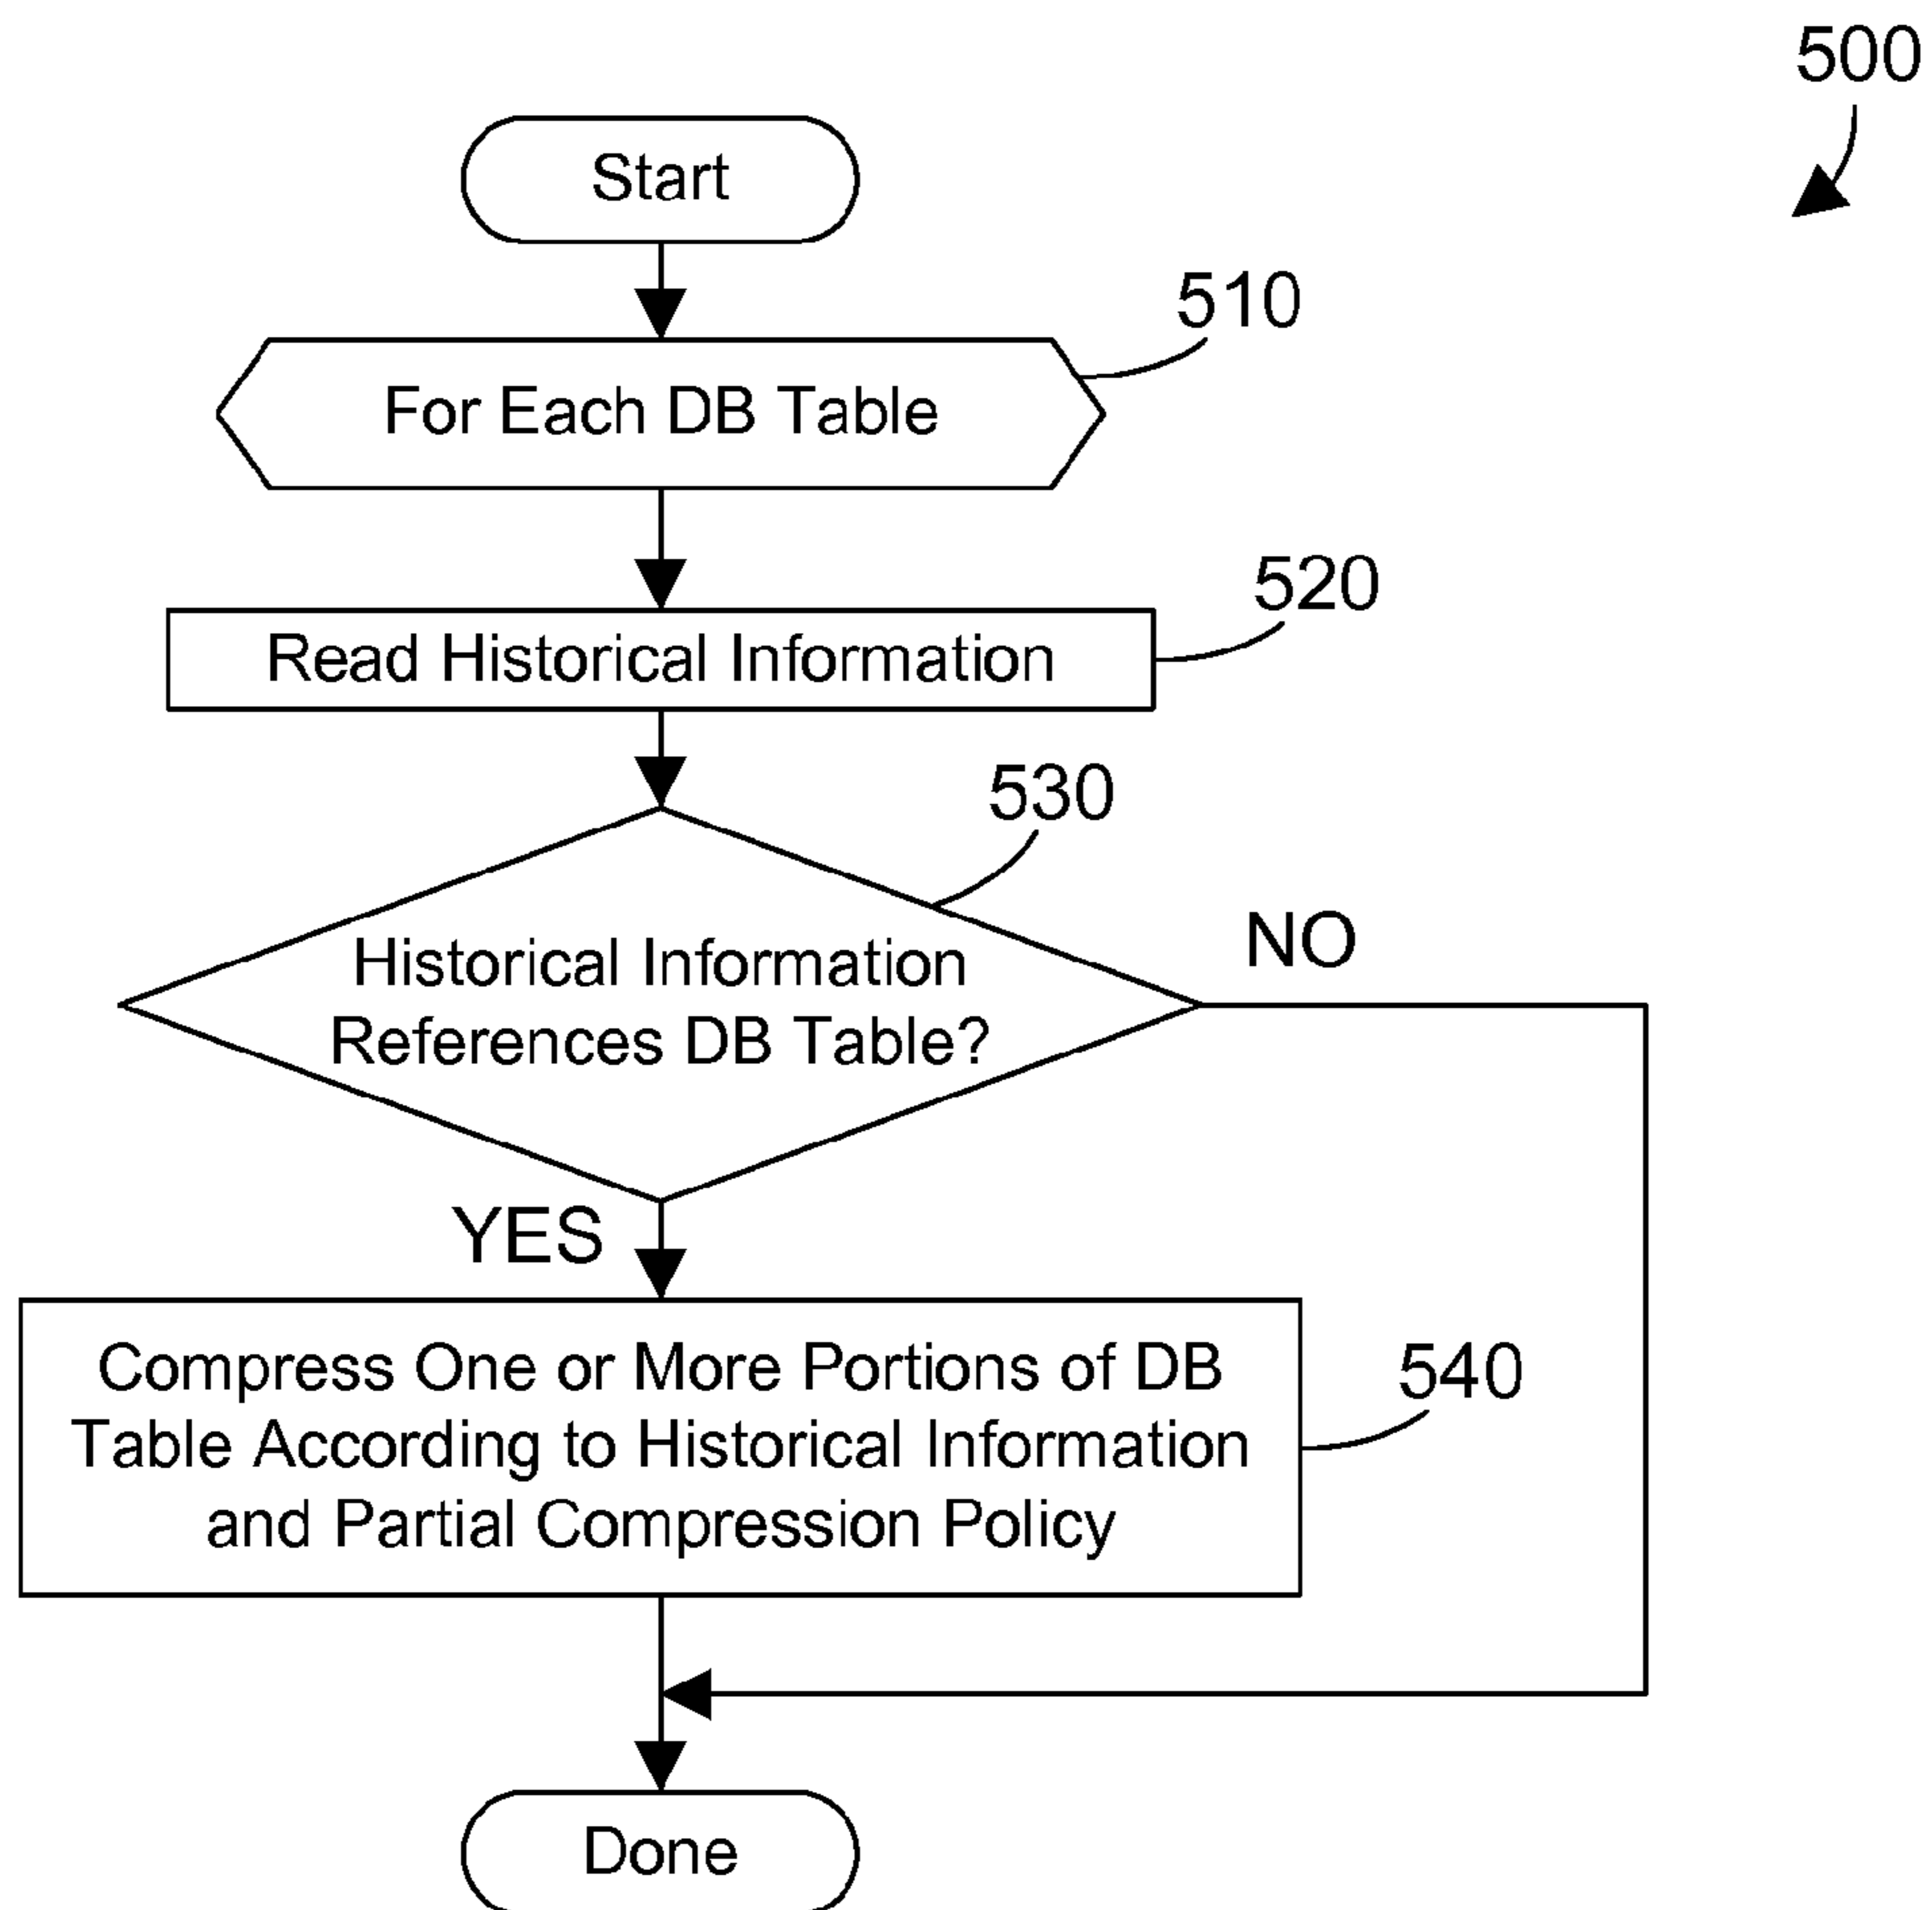 500
Start
510
For Each DB Table
520
Read Historical Information
530
Historical Information
References DB Table?
NO
YES
Compress One or More Portions of DB
Table According to Historical Information
and Partial Compression Policy
540
Done